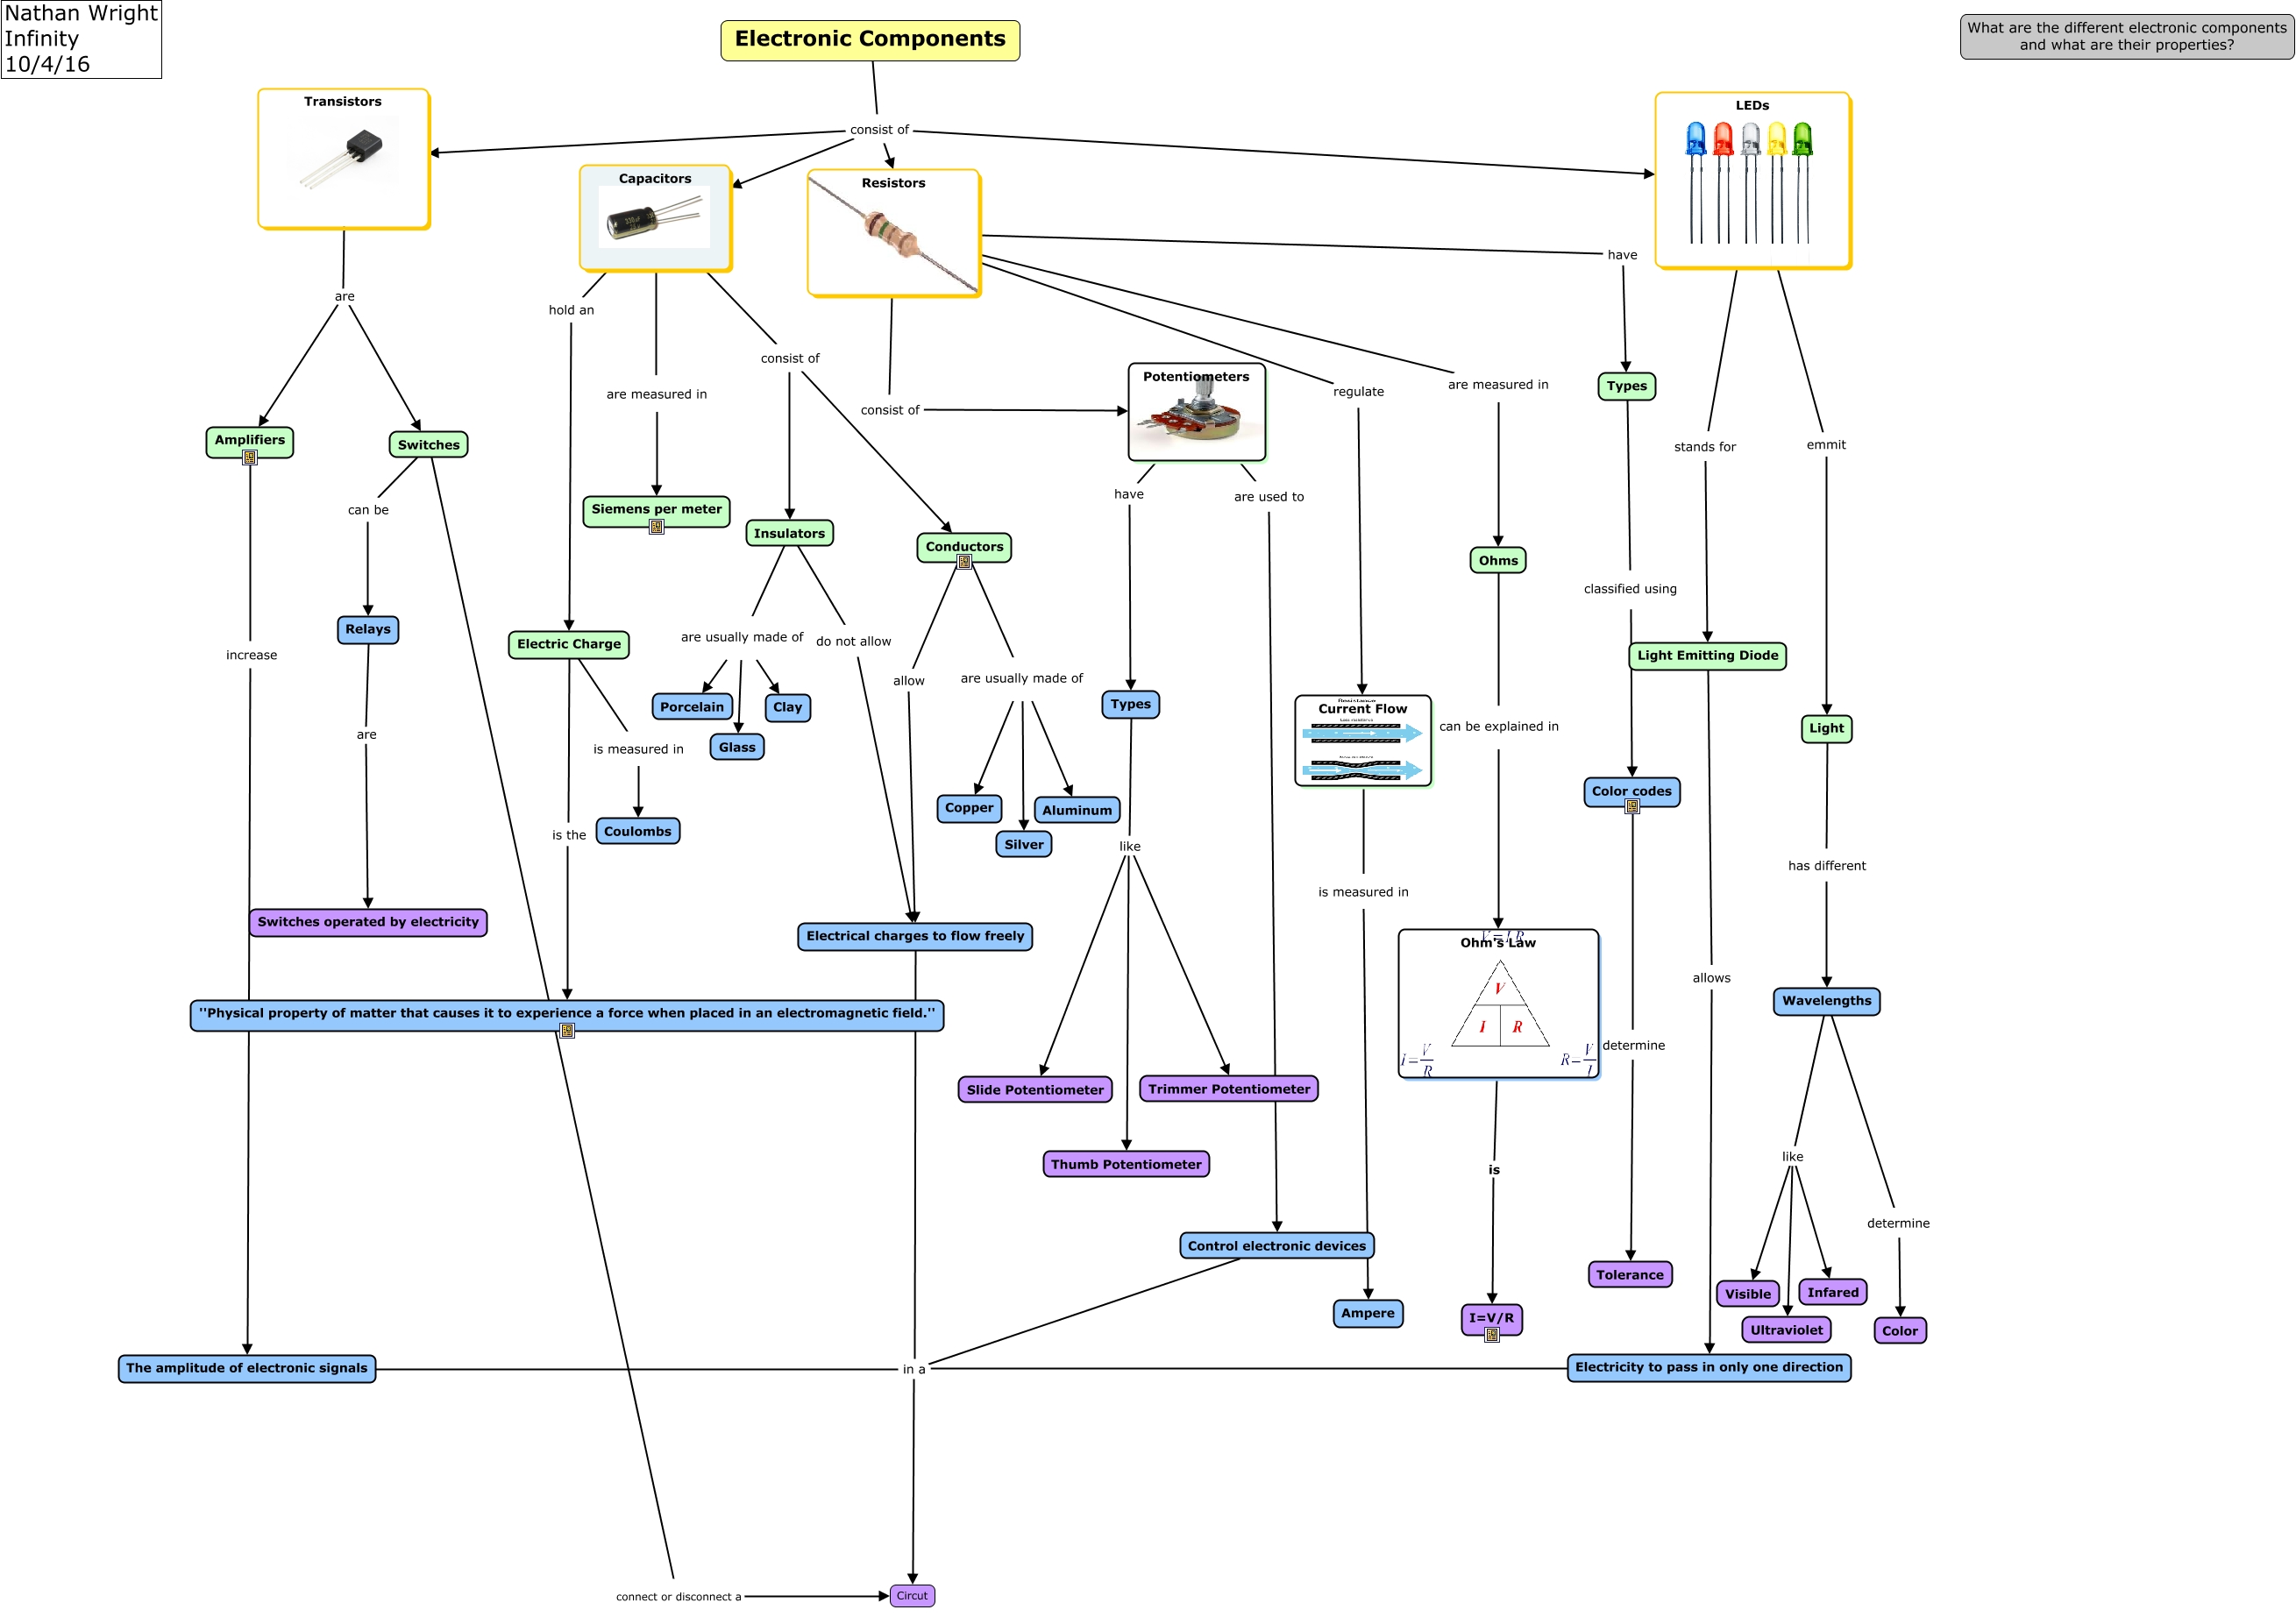 Nathan Wright
Infinity
10/4/16
Electronic Components
What are the different electronic components
and what are their properties?
consist of
Transistors
Capacitors
Resistors
LEDs
are
hold an
are measured in
consist of
consist of
Potentiometers
regulate
are measured in
have
Types
stands for
emmit
Amplifiers
Switches
can be
Siemens per meter
Insulators
Conductors
have
are used to
Ohms
classified using
increase
Relays
Electric Charge
are usually made of
do not allow
allow
are usually made of
Light Emitting Diode
Porcelain
Clay
Glass
Types
Resistance
Current Flow
can be explained in
Light
are
is measured in
Copper
Aluminum
Silver
Color codes
is the
Coulombs
like
is measured in
has different
Switches operated by electricity
Electrical charges to flow freely
V=IR
Ohm's Law
V
I R
I=V/R
R=V/I
allows
Wavelengths
"Physical property of matter that causes it to experience a force when placed in an electromagnetic field."
determine
Slide Potentiometer
Trimmer Potentiometer
Thumb Potentiometer
is
like
determine
Control electronic devices
Tolerance
Visible
Infared
Ultraviolet
Color
Ampere
I=V/R
The amplitude of electronic signals
in a
Electricity to pass in only one direction
connect or disconnect a
Circut